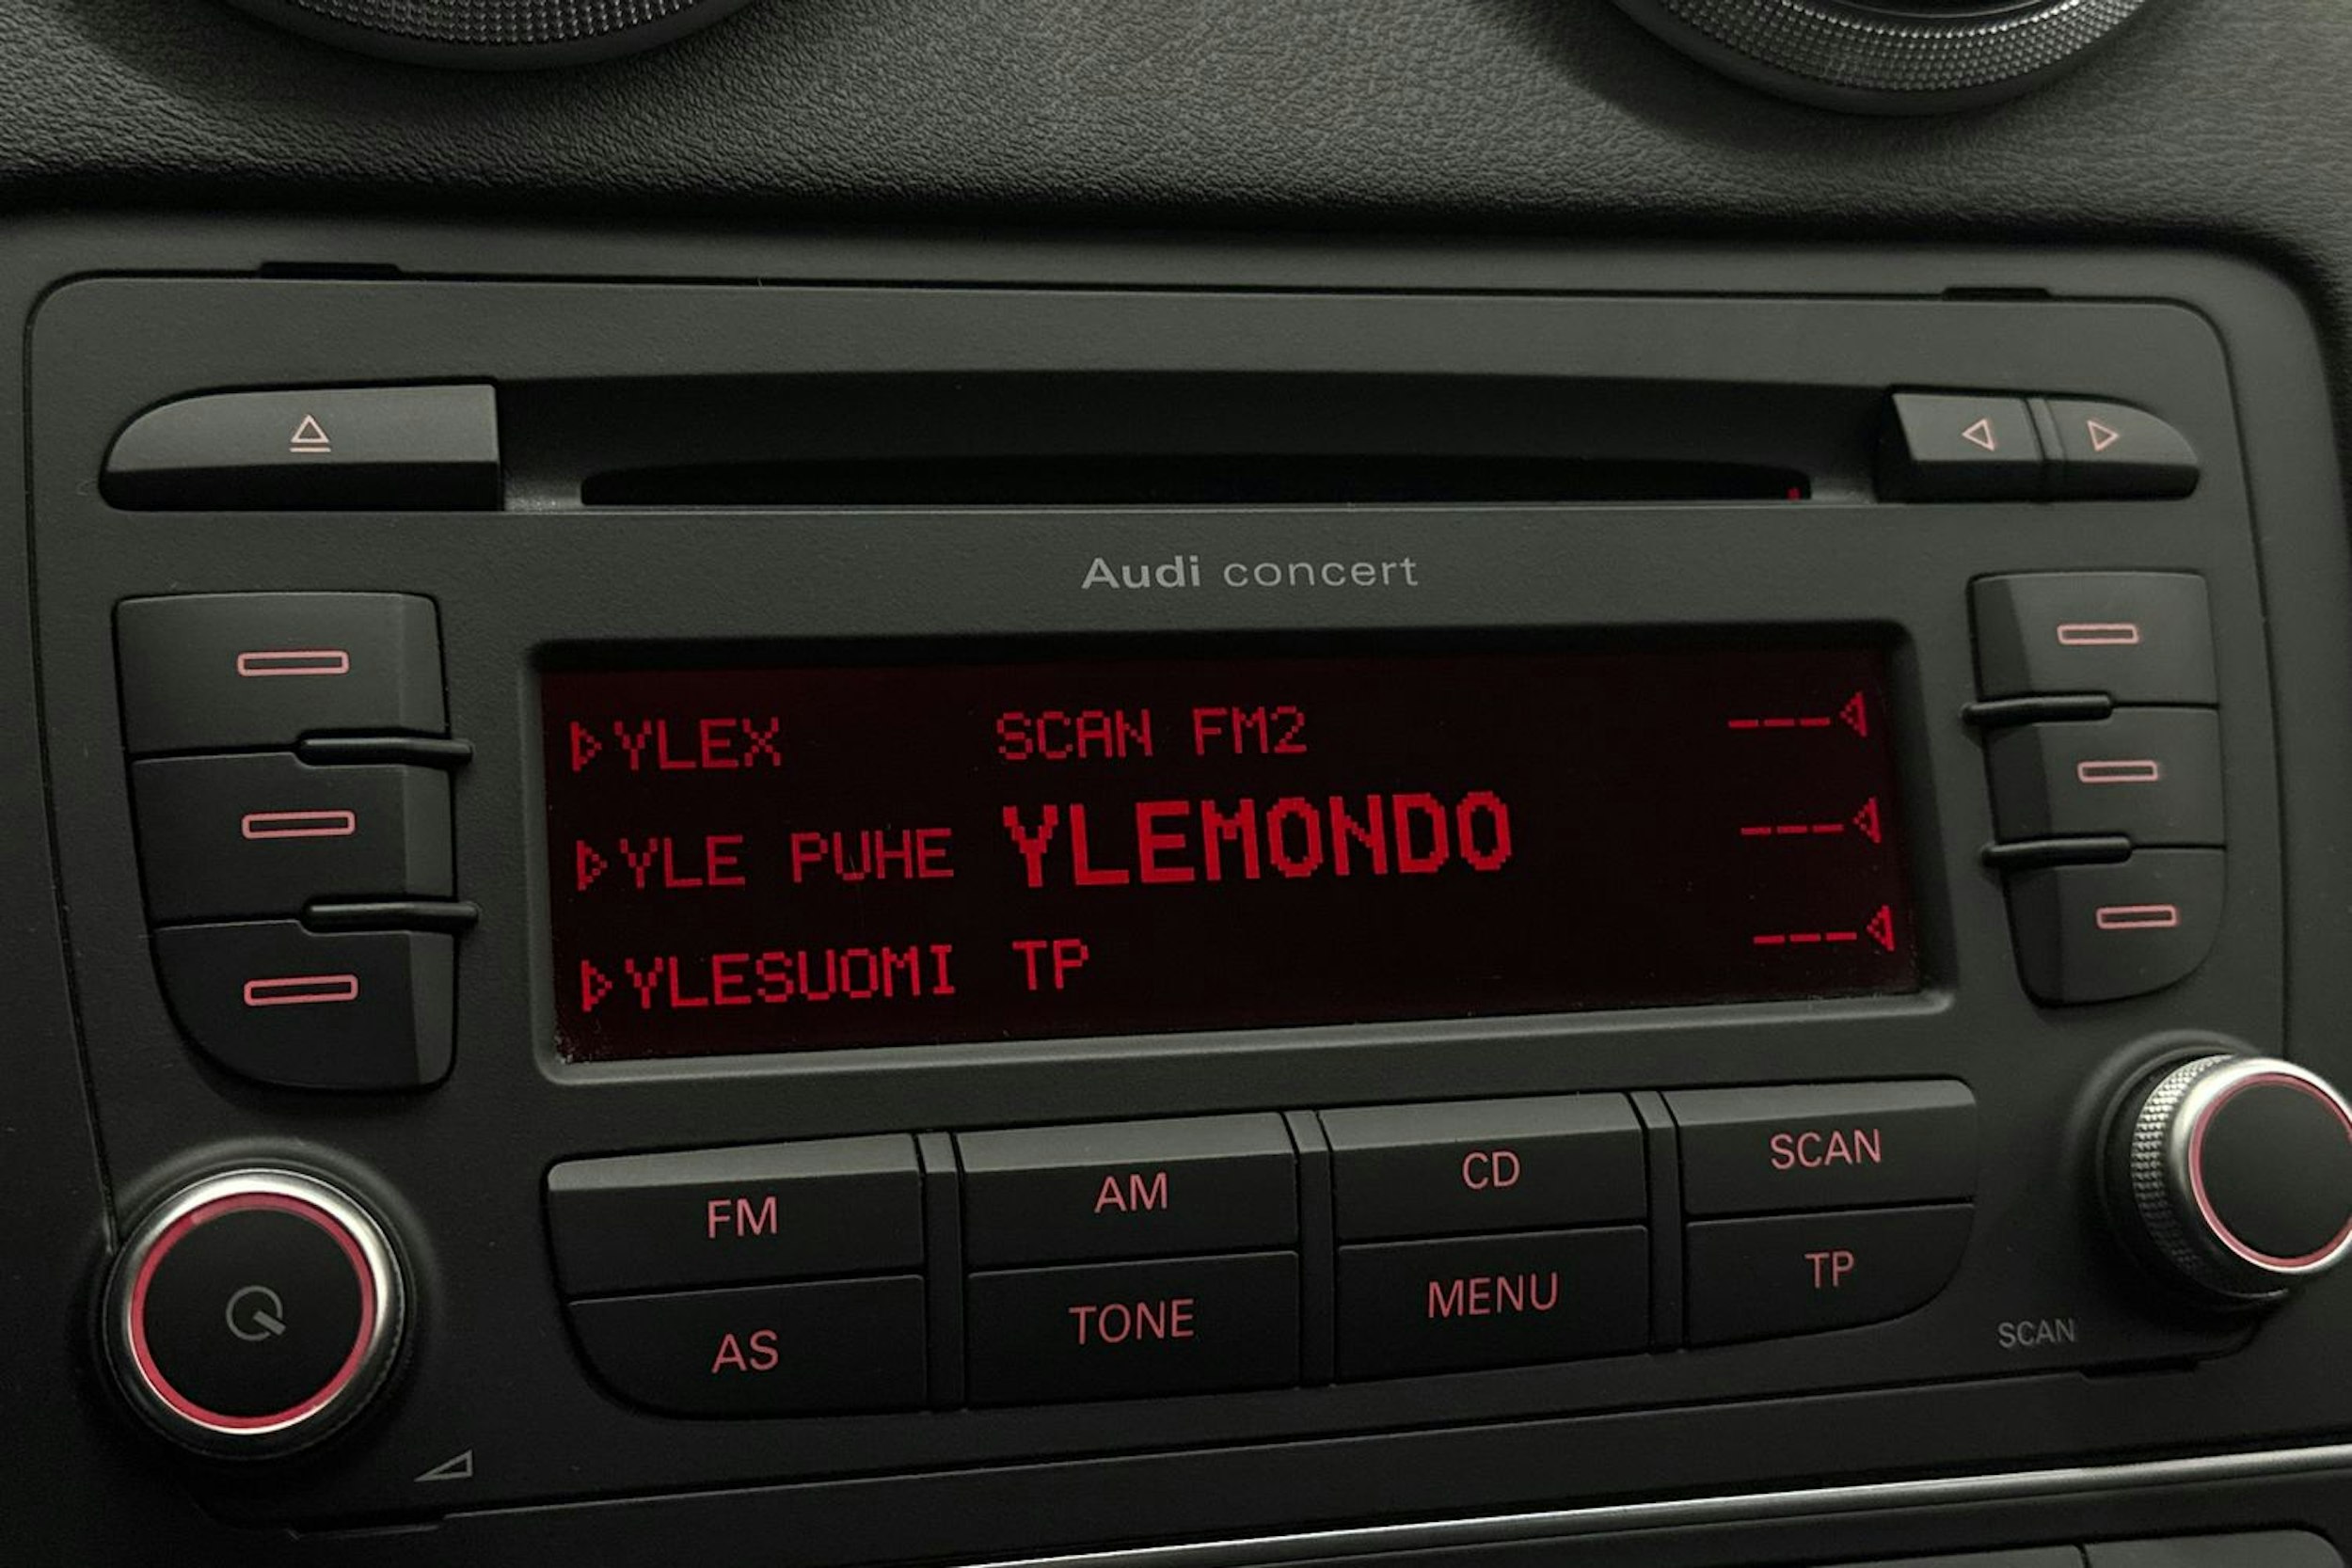 Audi concert
YLEX SCAN FM2 ---
YLE PUHE YLEMONDO ---
YLESUOMI TP ---
FM AM CD SCAN
AS TONE MENU TP
SCAN